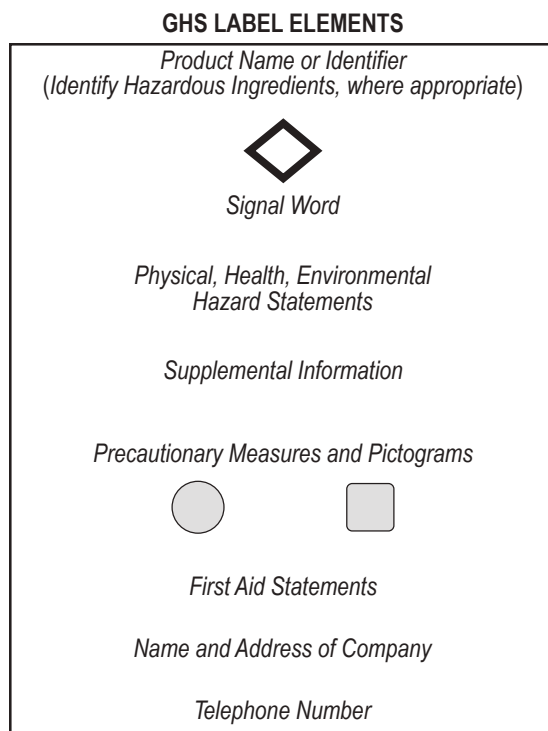 GHS LABEL ELEMENTS
Product Name or Identifier
(Identify Hazardous Ingredients, where appropriate)
Signal Word
Physical, Health, Environmental
Hazard Statements
Supplemental Information
Precautionary Measures and Pictograms
First Aid Statements
Name and Address of Company
Telephone Number